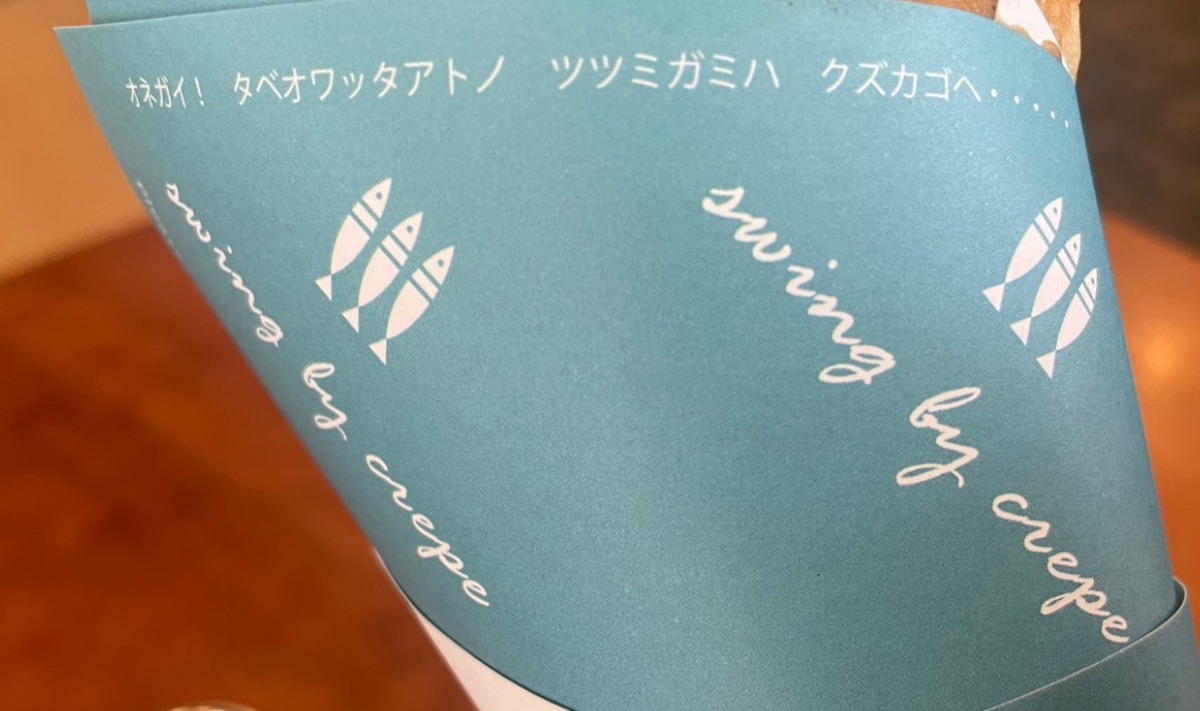 オネガイ! タベオワッタアトノ ツツミガミハ クズカゴヘ・・・・・
swing by crepe
swing by crepe